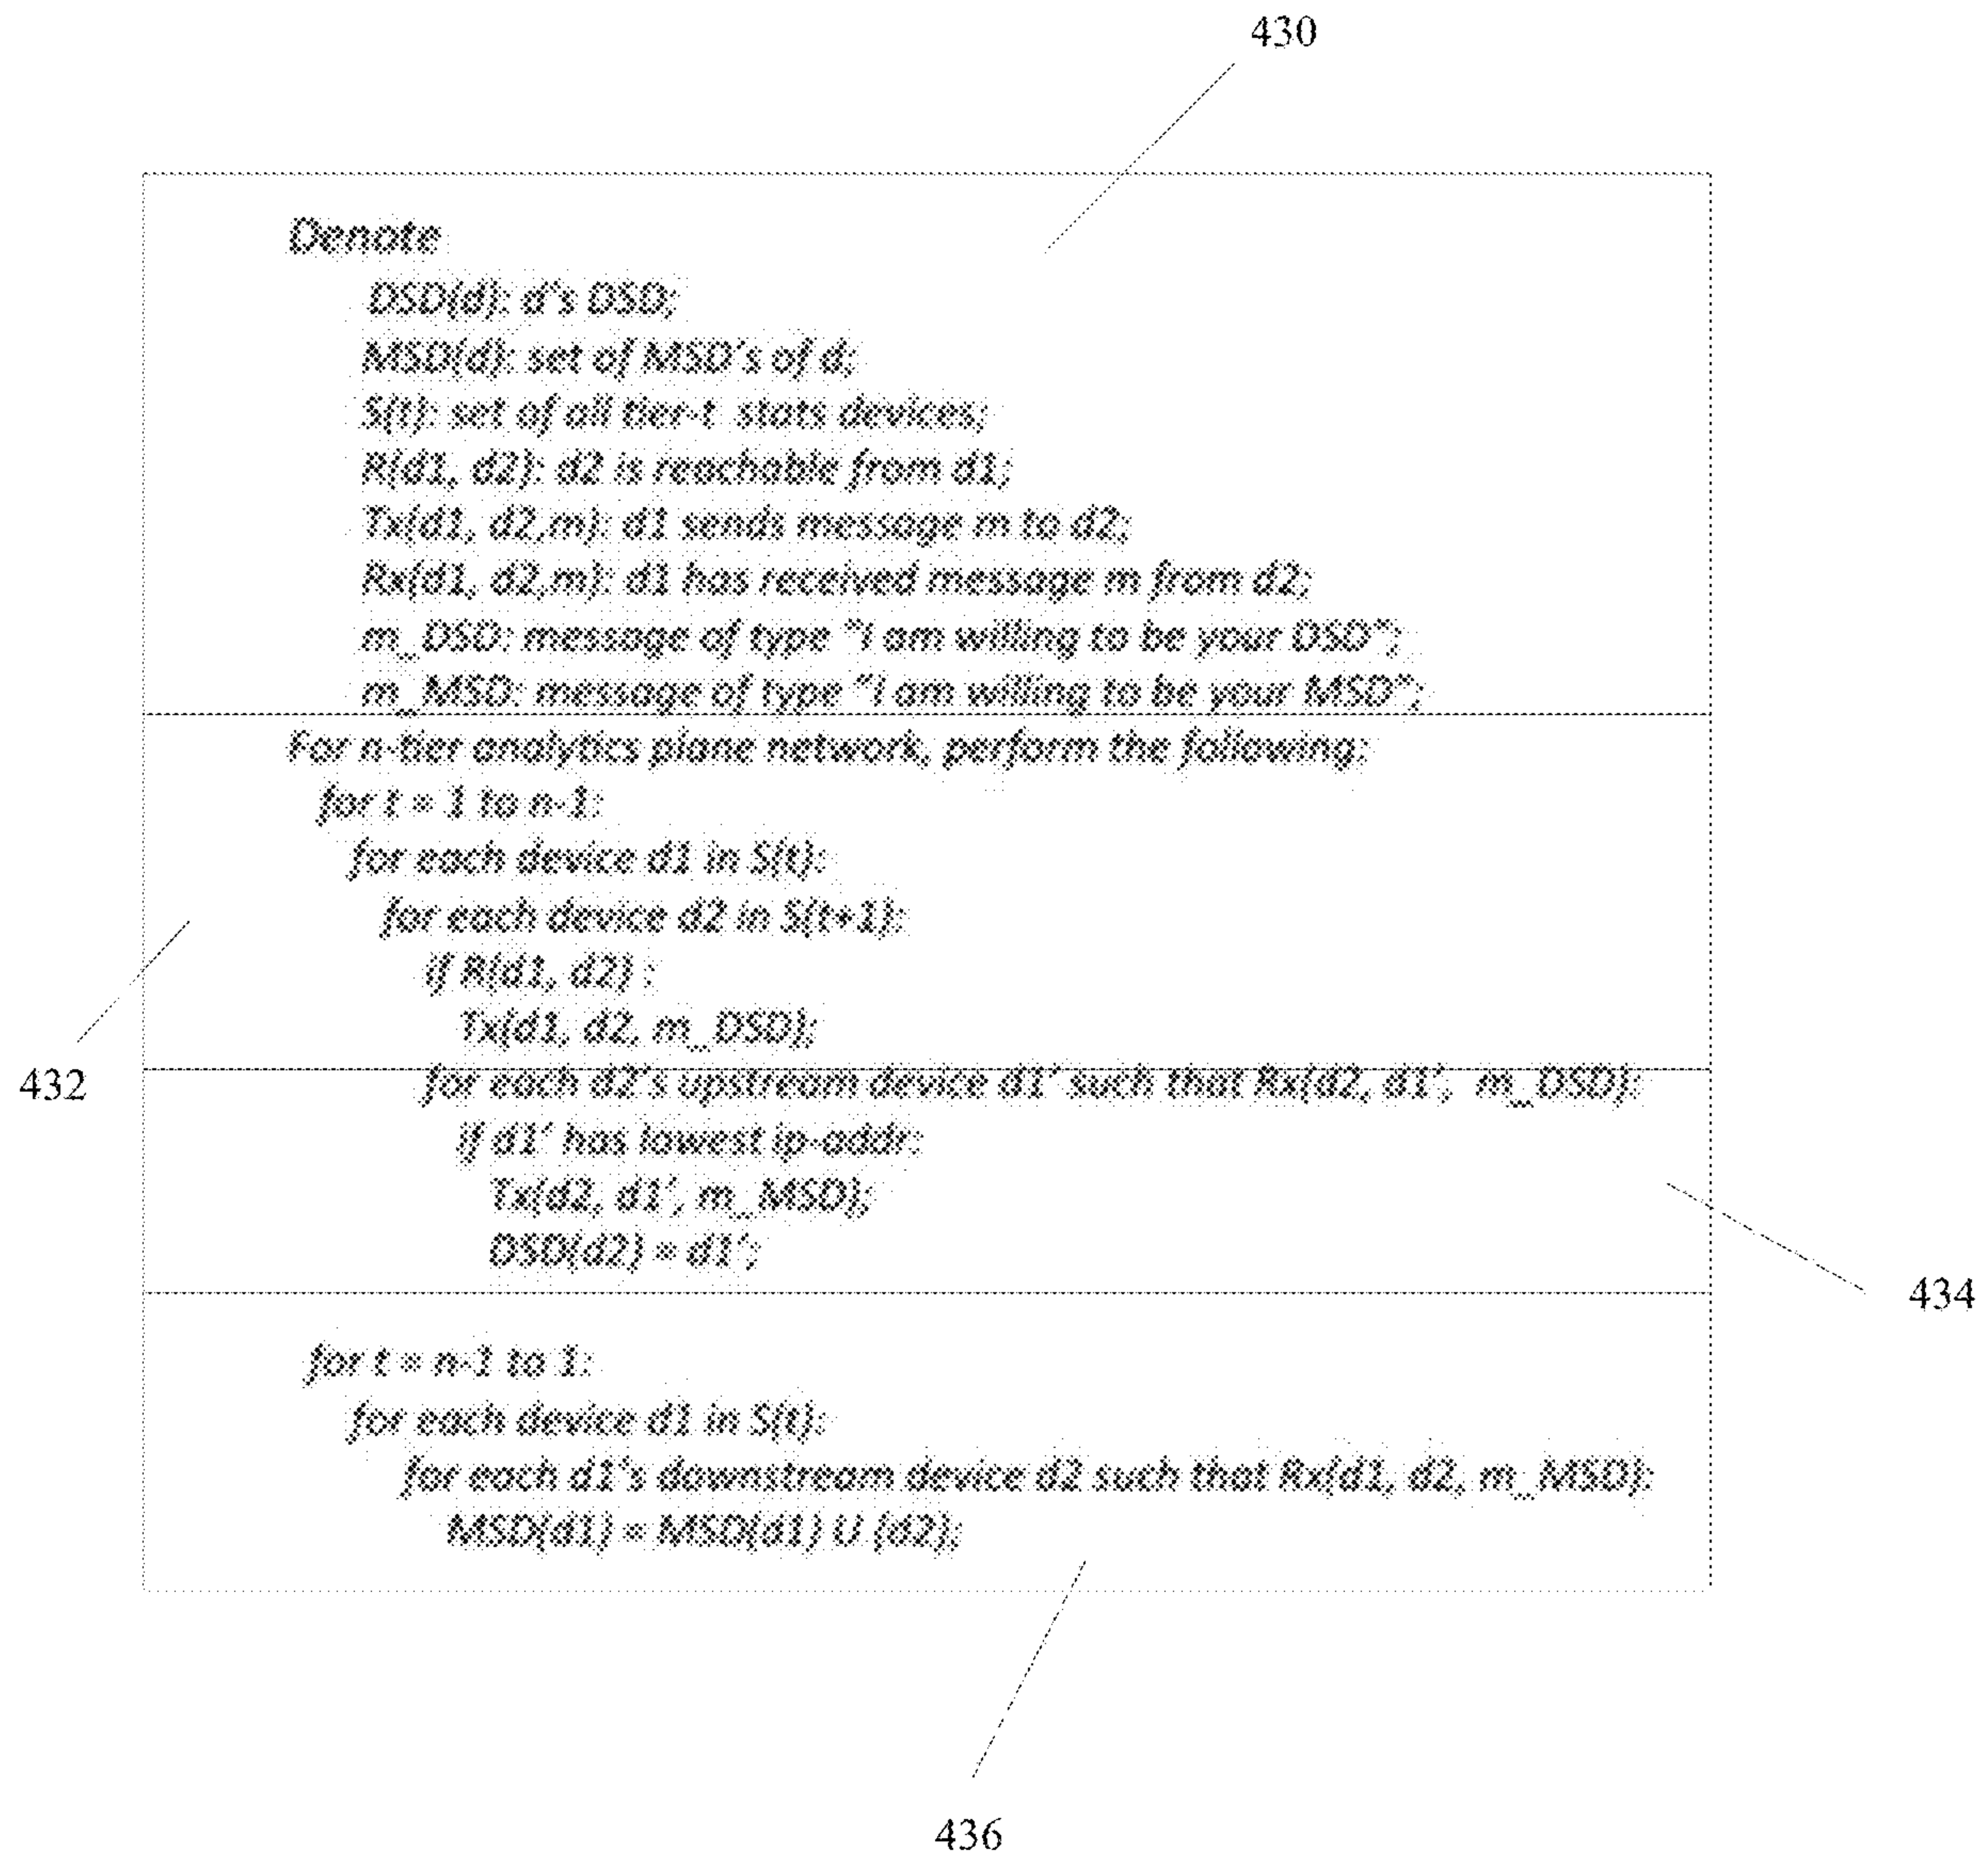 430
Denote
DSD(d): d's DSD;
MSD(d): set of MSD's of d;
S(t): set of all tier-t stats devices;
R(d1, d2): d2 is reachable from d1;
Tx(d1, d2,m): d1 sends message m to d2;
Rx(d1, d2,m): d1 has received message m from d2;
m_DSD: message of type "I am willing to be your DSD";
m_MSD: message of type "I am willing to be your MSD";
For n-tier analytics plane network, perform the following:
for t = 1 to n-1:
for each device d1 in S(t):
for each device d2 in S(t+1):
if R(d1, d2) :
Tx(d1, d2, m_DSD);
432
for each d2's upstream device d1' such that Rx(d2, d1', m_DSD):
if d1' has lowest ip-addr:
Tx(d2, d1', m_MSD);
DSD(d2) = d1';
434
for t = n-1 to 1:
for each device d1 in S(t):
for each d1's downstream device d2 such that Rx(d1, d2, m_MSD):
MSD(d1) = MSD(d1) U {d2};
436